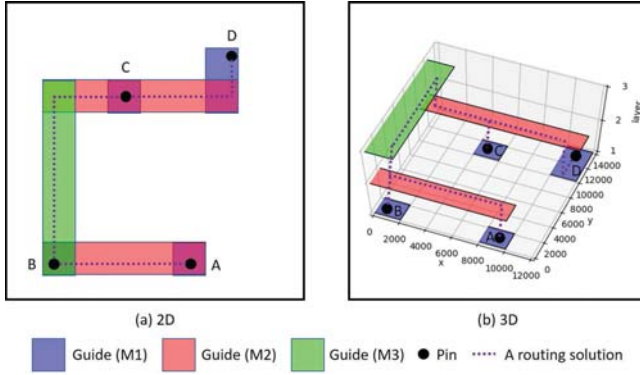 D
C
B
A
(a) 2D
3
2
1
layer
C
D
B
A
14000
12000
10000
8000
6000
4000
2000
0
y
0
2000
4000
6000
8000
10000
12000
x
(b) 3D
Guide (M1)
Guide (M2)
Guide (M3)
Pin
A routing solution